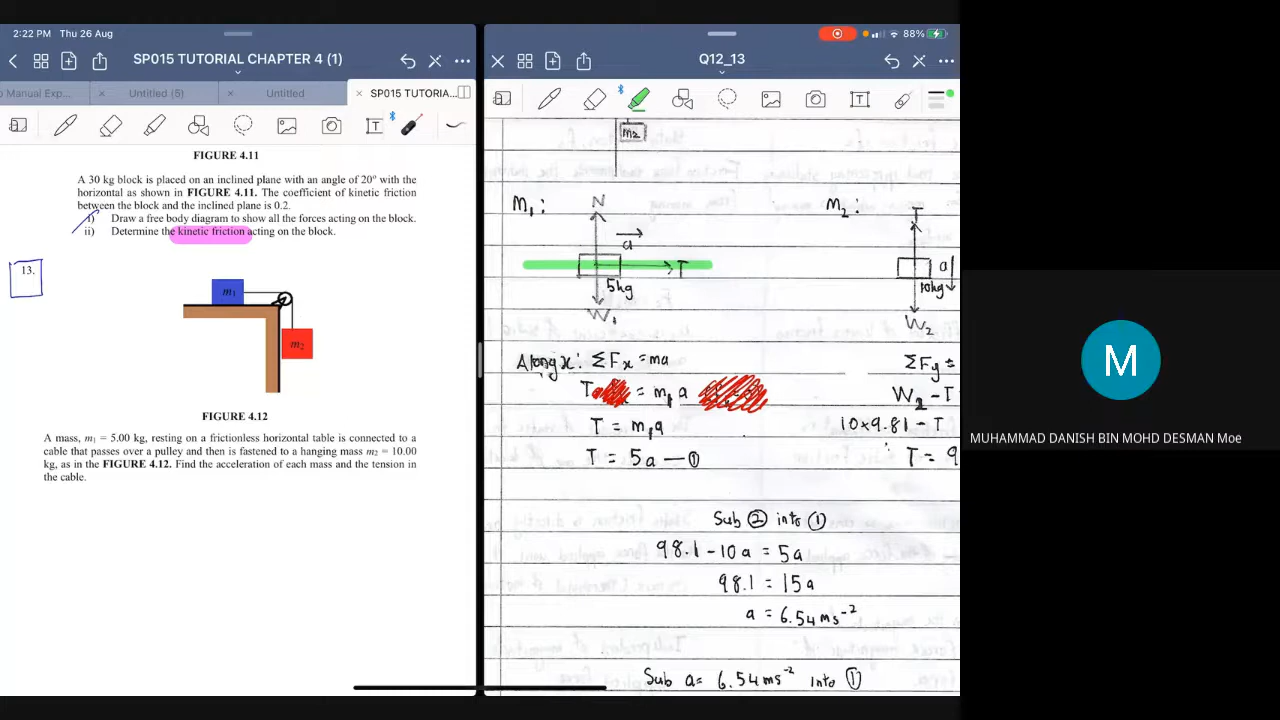 2:22 PM Thu 26 Aug
SP015 TUTORIAL CHAPTER 4 (1)
o Manual Exp...
Untitled (5)
Untitled
SP015 TUTORIA...
FIGURE 4.11
A 30 kg block is placed on an inclined plane with an angle of 20° with the
horizontal as shown in FIGURE 4.11. The coefficient of kinetic friction
between the block and the inclined plane is 0.2.
i) Draw a free body diagram to show all the forces acting on the block.
ii) Determine the kinetic friction acting on the block.
13.
m1
m2
FIGURE 4.12
A mass, m1 = 5.00 kg, resting on a frictionless horizontal table is connected to a
cable that passes over a pulley and then is fastened to a hanging mass m2 = 10.00
kg, as in the FIGURE 4.12. Find the acceleration of each mass and the tension in
the cable.
88%
Q12_13
m2
m1 :
N
a
T
5kg
W1
m2 :
T
a
10kg
W2
Along x: ΣFx = ma
T = m1 a
T = m1a
T = 5a — ①
ΣFy =
W2 - T
10 × 9.81 - T
T = 9
Sub ② into ①
98.1 - 10a = 5a
98.1 = 15a
a = 6.54 ms⁻²
Sub a = 6.54 ms⁻² into ①
M
MUHAMMAD DANISH BIN MOHD DESMAN Moe